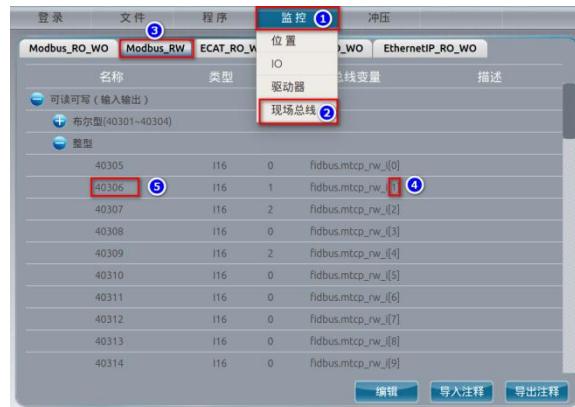 登录 文件 程序 监控 1 冲压
3
Modbus_RO_WO Modbus_RW ECAT_RO_W O_WO EthernetIP_RO_WO
位置
IO
驱动器
现场总线 2
名称 类型 总线变量 描述
可读可写(输入输出)
布尔型(40301~40304)
整型
40305 I16 0 fidbus.mtcp_rw_i[0]
40306 5 I16 1 fidbus.mtcp_rw_i[1] 4
40307 I16 2 fidbus.mtcp_rw_i[2]
40308 I16 0 fidbus.mtcp_rw_i[3]
40309 I16 2 fidbus.mtcp_rw_i[4]
40310 I16 0 fidbus.mtcp_rw_i[5]
40311 I16 0 fidbus.mtcp_rw_i[6]
40312 I16 0 fidbus.mtcp_rw_i[7]
40313 I16 0 fidbus.mtcp_rw_i[8]
40314 I16 0 fidbus.mtcp_rw_i[9]
编辑 导入注释 导出注释